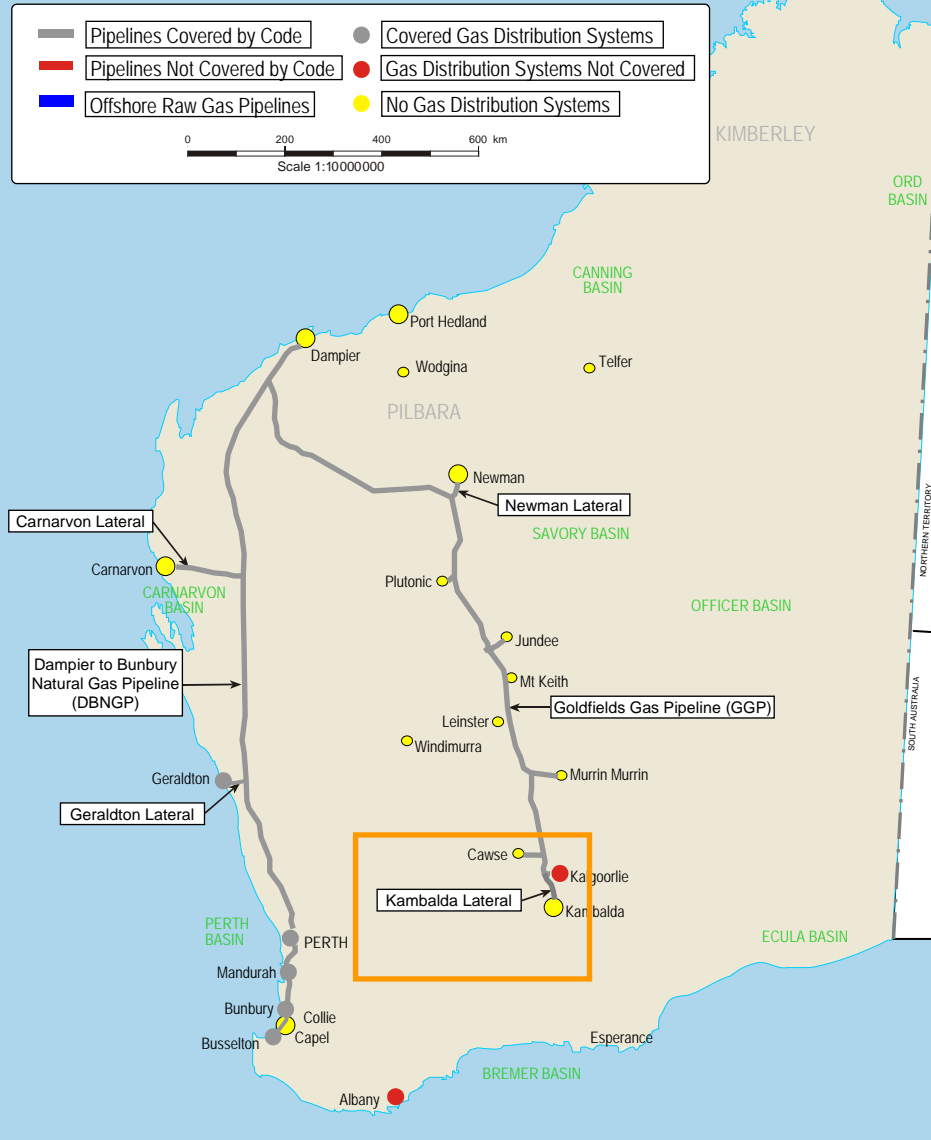 Pipelines Covered by Code
Covered Gas Distribution Systems
Pipelines Not Covered by Code
Gas Distribution Systems Not Covered
Offshore Raw Gas Pipelines
No Gas Distribution Systems
0 200 400 600 km
Scale 1:10000000
KIMBERLEY
ORD
BASIN
CANNING
BASIN
Port Hedland
Dampier
Wodgina
Telfer
PILBARA
Newman
Newman Lateral
NORTHERN TERRITORY
Carnarvon Lateral
SAVORY BASIN
Carnarvon
Plutonic
CARNARVON
BASIN
OFFICER BASIN
Jundee
Dampier to Bunbury
Natural Gas Pipeline
(DBNGP)
Mt Keith
SOUTH AUSTRALIA
Goldfields Gas Pipeline (GGP)
Leinster
Windimurra
Geraldton
Murrin Murrin
Geraldton Lateral
Cawse
Kalgoorlie
Kambalda Lateral
Kambalda
PERTH
BASIN
PERTH
ECULA BASIN
Mandurah
Bunbury
Collie
Capel
Busselton
Esperance
BREMER BASIN
Albany